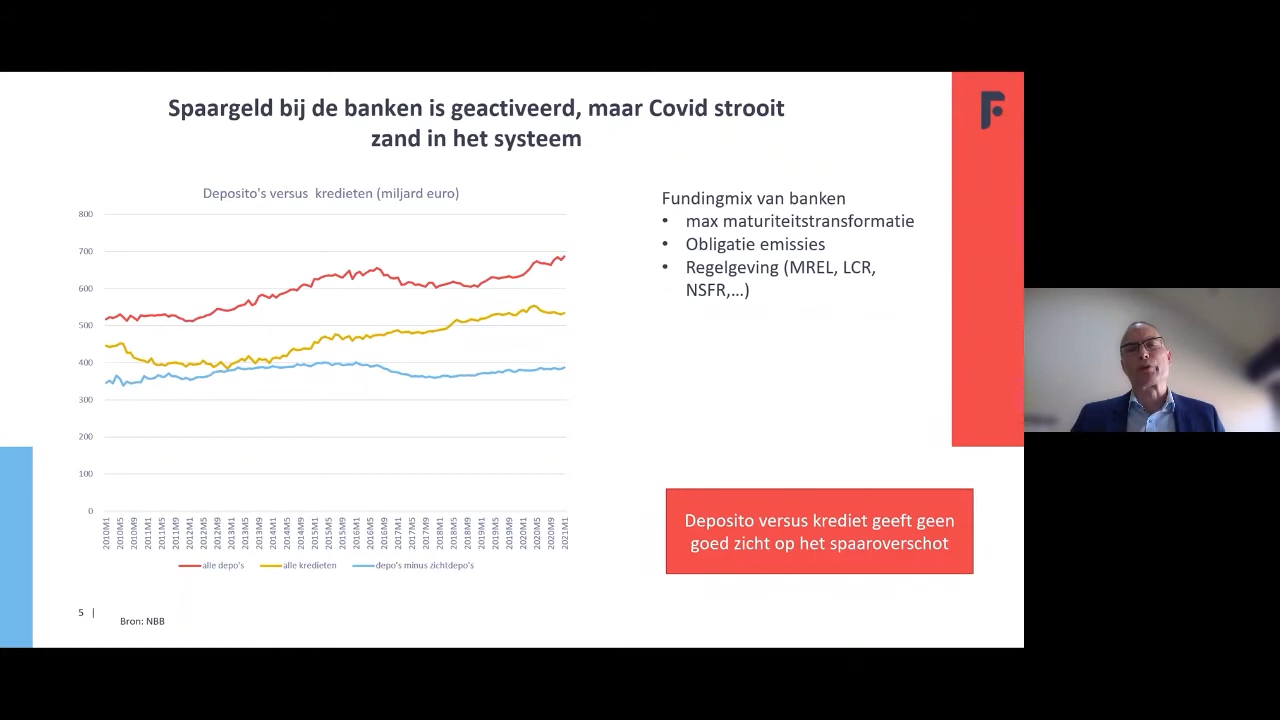 Spaargeld bij de banken is geactiveerd, maar Covid strooit
zand in het systeem
Deposito's versus kredieten (miljard euro)
800
700
600
500
400
300
200
100
0
2010M1
2010M5
2010M9
2011M1
2011M5
2011M9
2012M1
2012M5
2012M9
2013M1
2013M5
2013M9
2014M1
2014M5
2014M9
2015M1
2015M5
2015M9
2016M1
2016M5
2016M9
2017M1
2017M5
2017M9
2018M1
2018M5
2018M9
2019M1
2019M5
2019M9
2020M1
2020M5
2020M9
2021M1
alle depo's
alle kredieten
depo's minus zichtdepo's
Fundingmix van banken
• max maturiteitstransformatie
• Obligatie emissies
• Regelgeving (MREL, LCR,
NSFR,...)
Deposito versus krediet geeft geen
goed zicht op het spaaroverschot
5 |
Bron: NBB
F